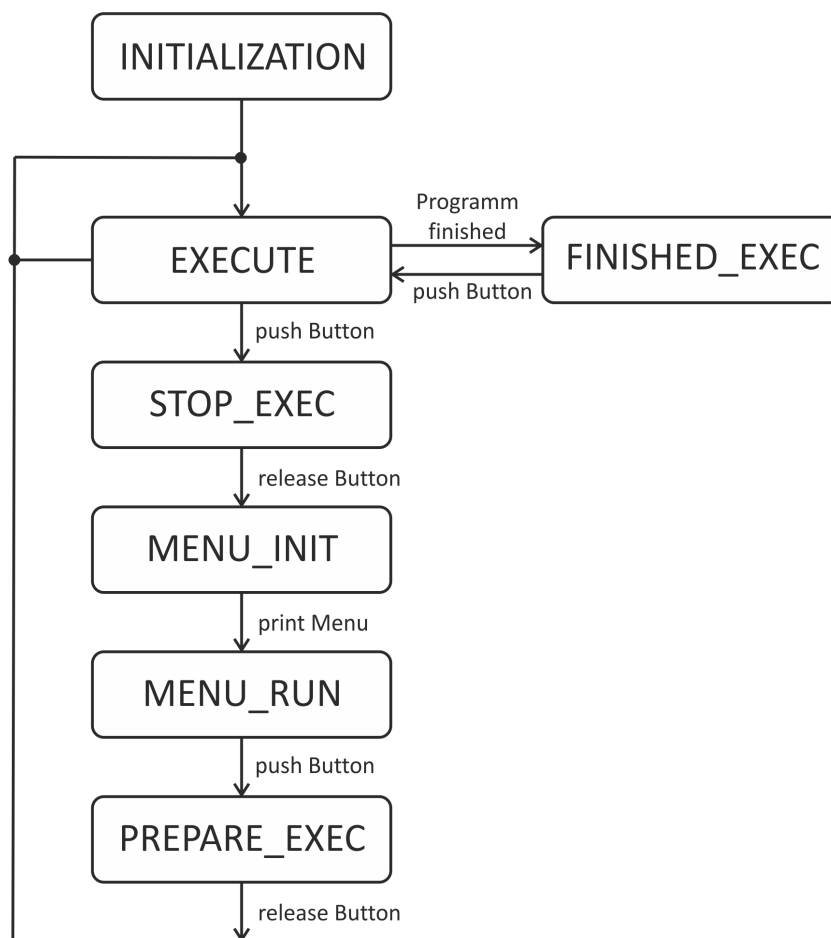 INITIALIZATION
Programm
finished
EXECUTE
FINISHED_EXEC
push Button
push Button
STOP_EXEC
release Button
MENU_INIT
print Menu
MENU_RUN
push Button
PREPARE_EXEC
release Button